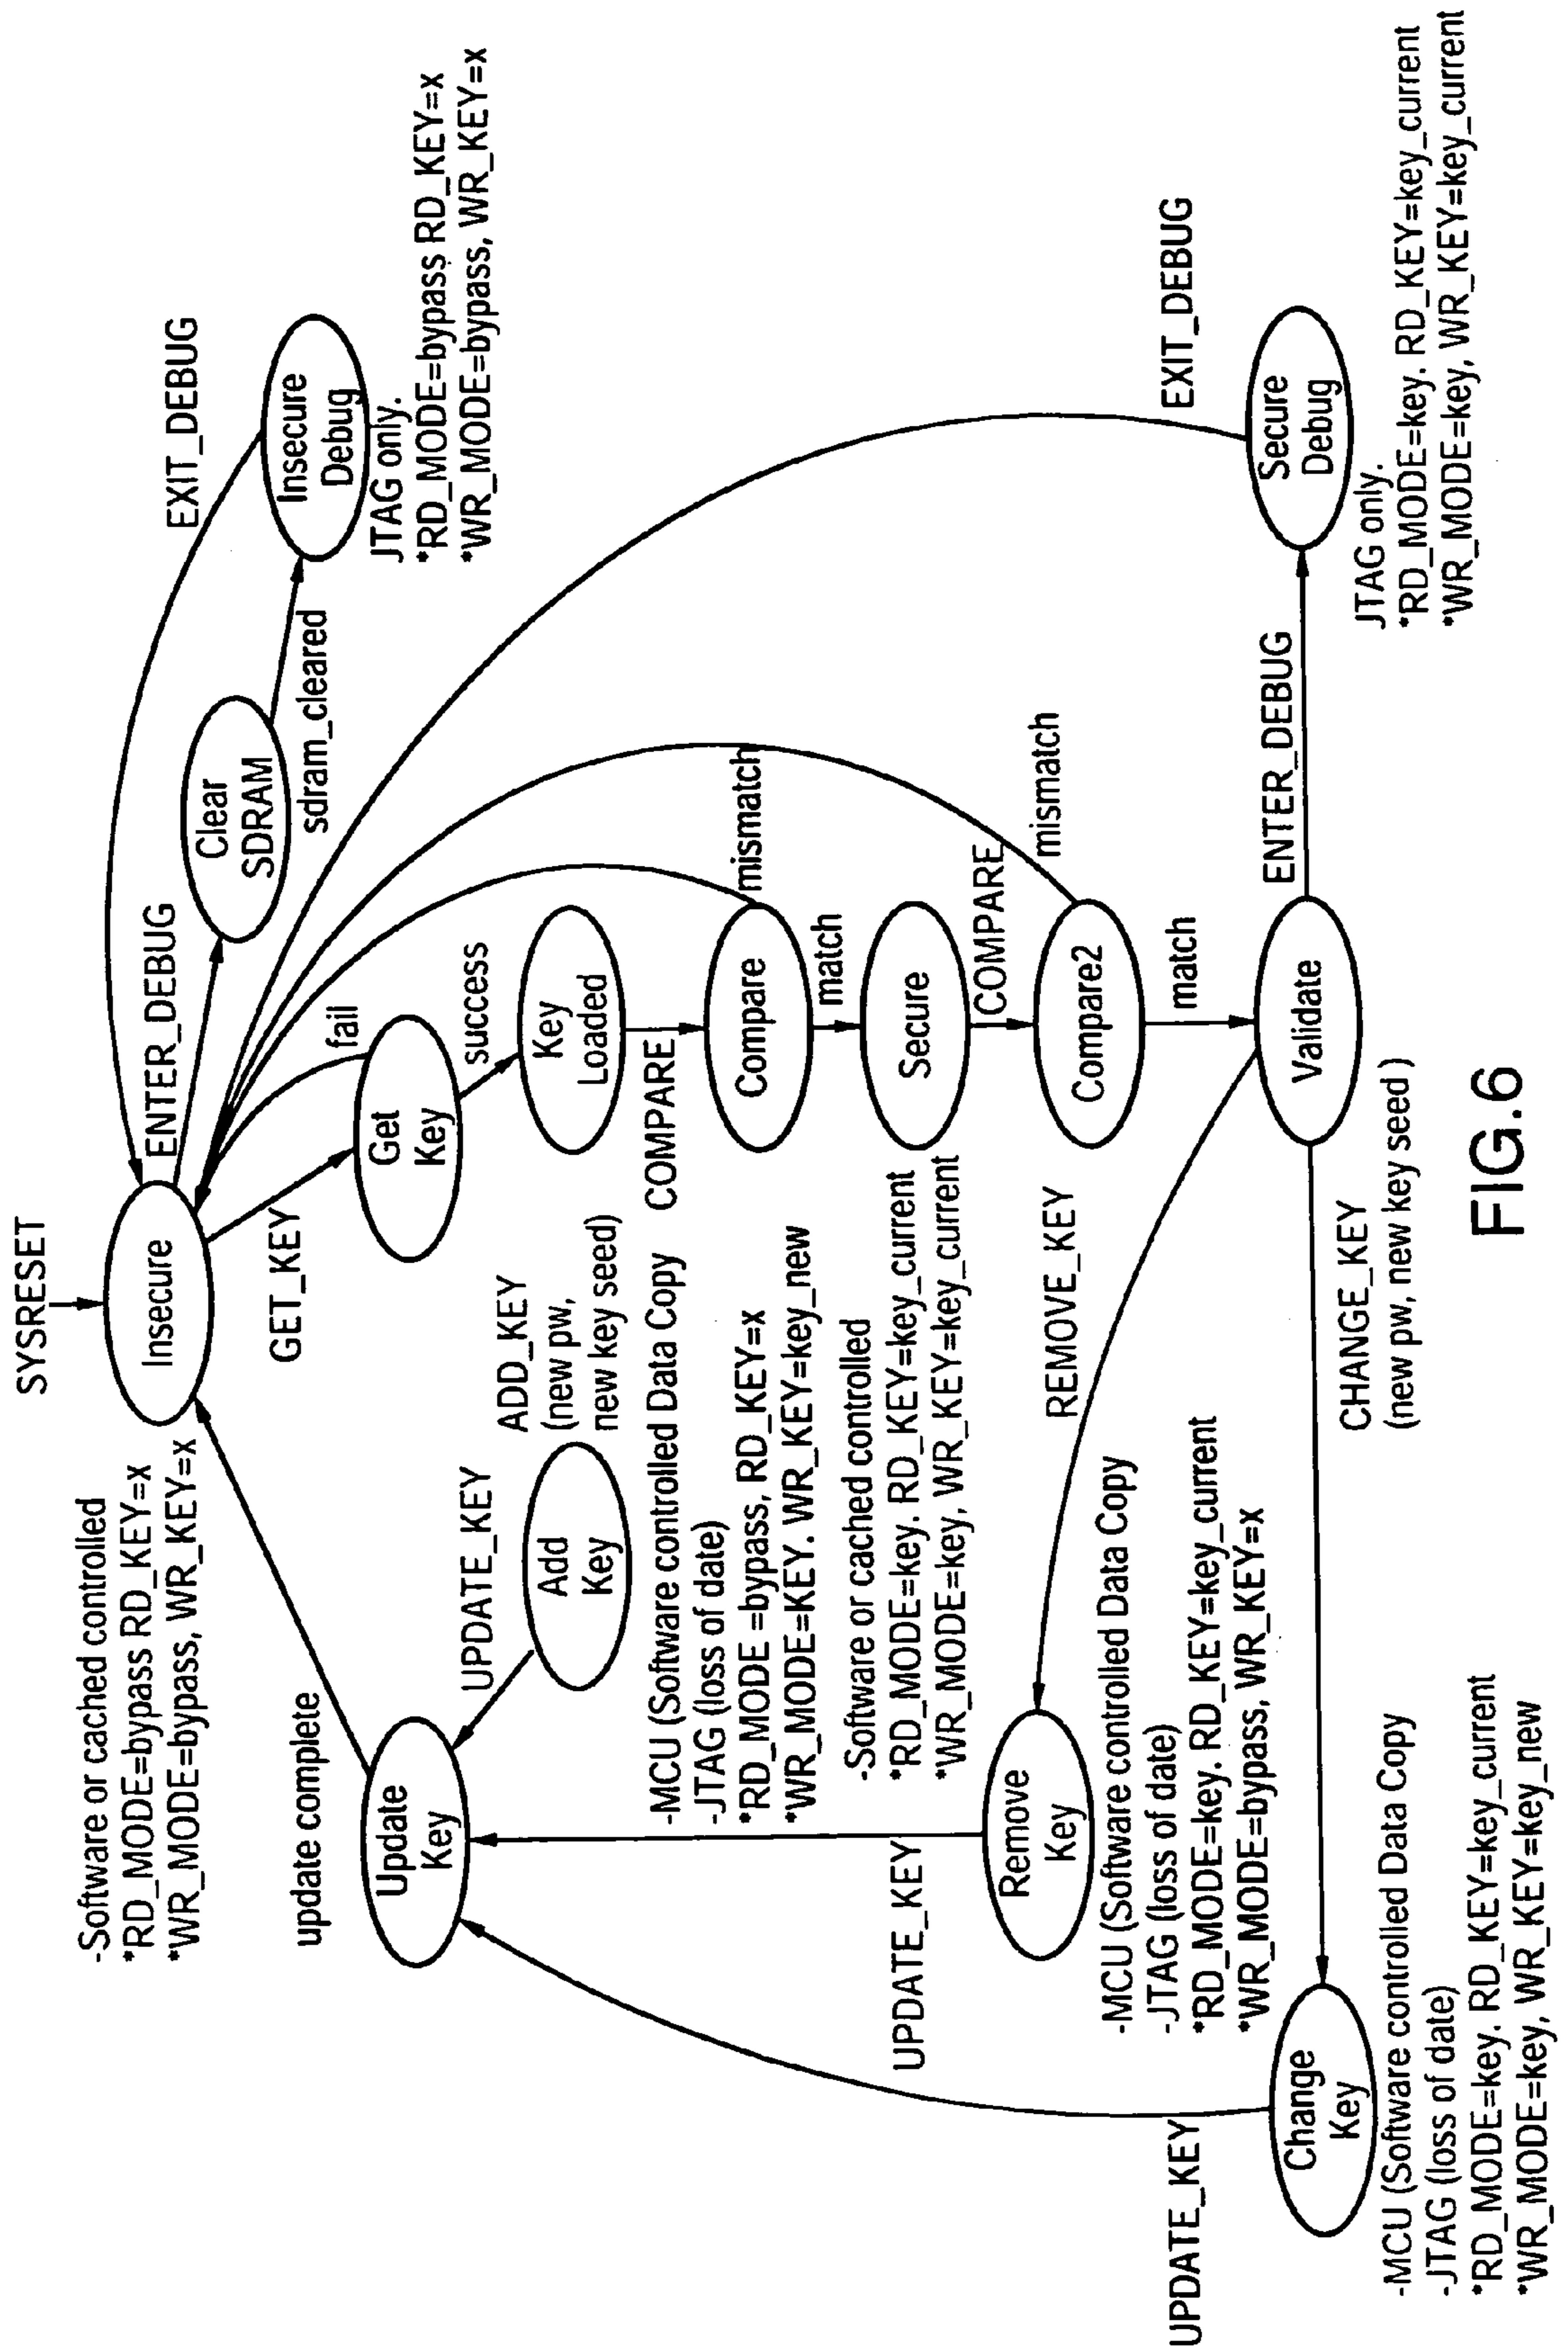 SYSRESET
Insecure
-Software or cached controlled
*RD_MODE=bypass RD_KEY=x
*WR_MODE=bypass, WR_KEY=x
EXIT_DEBUG
ENTER_DEBUG
Clear
SDRAM
sdram_cleared
Insecure
Debug
JTAG only.
*RD_MODE=bypass RD_KEY=x
*WR_MODE=bypass, WR_KEY=x
GET_KEY
fail
Get
Key
success
Key
Loaded
update complete
Update
Key
UPDATE_KEY
Add
Key
ADD_KEY
(new pw,
new key seed)
-MCU (Software controlled Data Copy
-JTAG (loss of date)
*RD_MODE =bypass, RD_KEY=x
*WR_MODE=KEY. WR_KEY=key_new
COMPARE
Compare
mismatch
match
Secure
-Software or cached controlled
*RD_MODE=key. RD_KEY=key_current
*WR_MODE=key, WR_KEY=key_current
COMPARE
Compare2
mismatch
match
EXIT_DEBUG
Validate
ENTER_DEBUG
Secure
Debug
JTAG only.
*RD_MODE=key. RD_KEY=key_current
*WR_MODE=key, WR_KEY=key_current
REMOVE_KEY
UPDATE_KEY
Remove
Key
-MCU (Software controlled Data Copy
-JTAG (loss of date)
*RD_MODE=key. RD_KEY=key_current
*WR_MODE=bypass, WR_KEY=x
CHANGE_KEY
(new pw, new key seed )
UPDATE_KEY
Change
Key
-MCU (Software controlled Data Copy
-JTAG (loss of date)
*RD_MODE=key. RD_KEY=key_current
*WR_MODE=key, WR_KEY=key_new
FIG.6